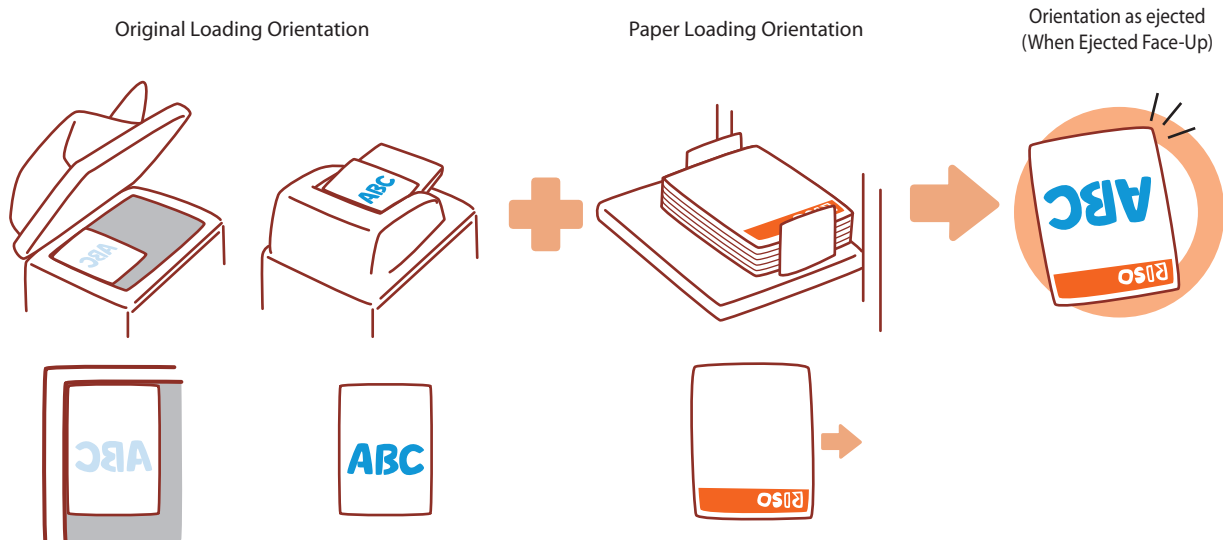 Original Loading Orientation
Paper Loading Orientation
Orientation as ejected
(When Ejected Face-Up)
ABC
ABC
ABC
RISO
ABC
ABC
RISO